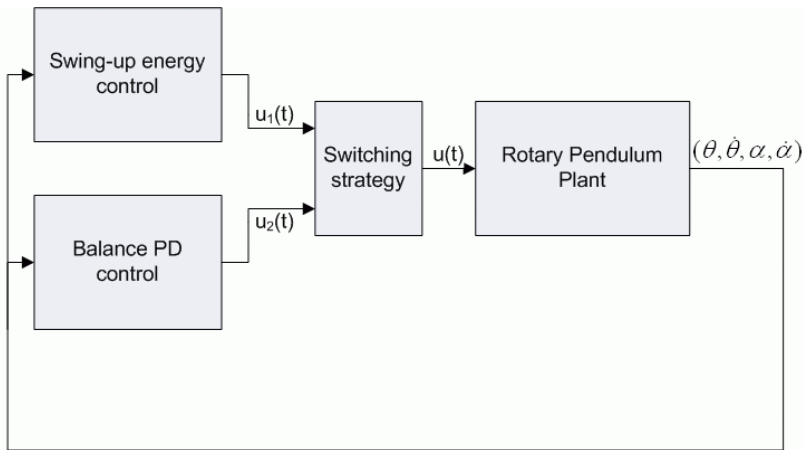 Swing-up energy
control
u₁(t)
Switching
strategy
u(t)
Rotary Pendulum
Plant
(θ, θ̇, α, α̇)
u₂(t)
Balance PD
control